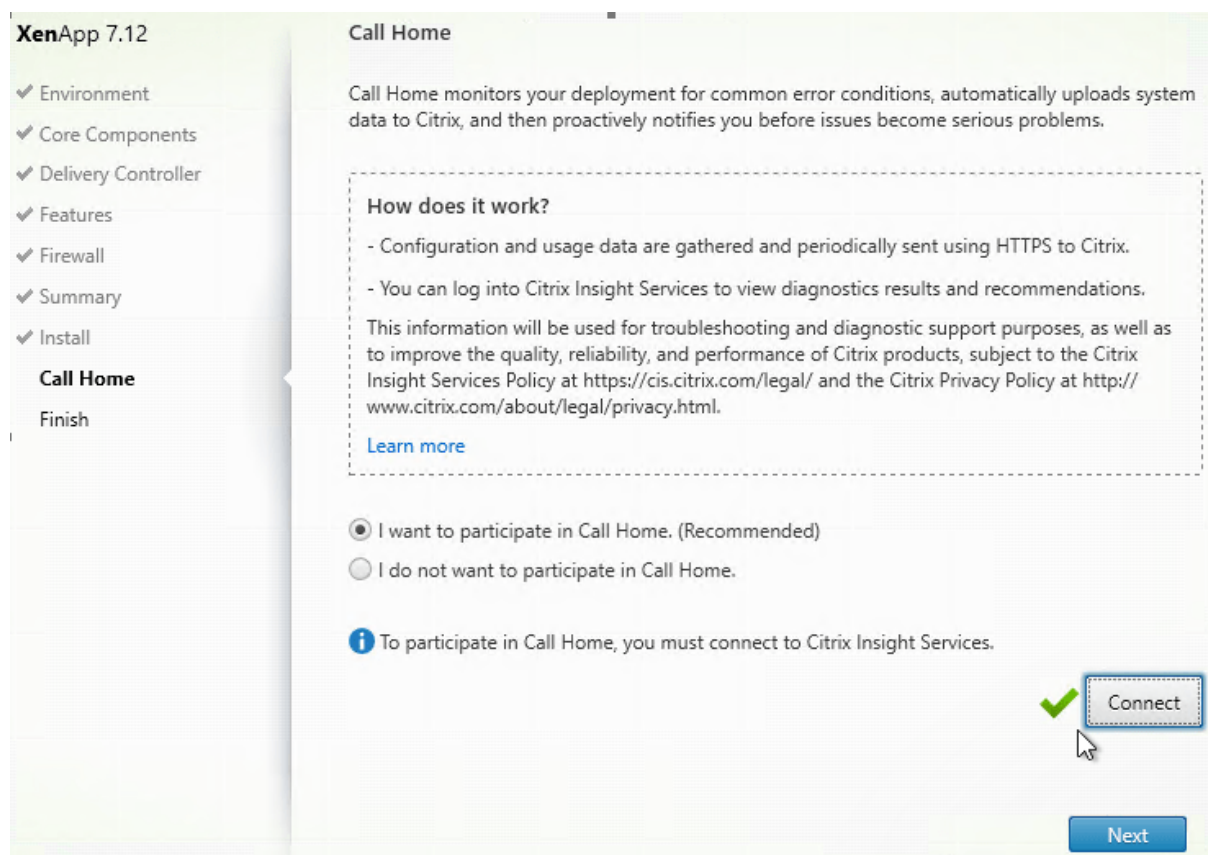 XenApp 7.12
Environment
Core Components
Delivery Controller
Features
Firewall
Summary
Install
Call Home
Finish
Call Home
Call Home monitors your deployment for common error conditions, automatically uploads system
data to Citrix, and then proactively notifies you before issues become serious problems.
How does it work?
- Configuration and usage data are gathered and periodically sent using HTTPS to Citrix.
- You can log into Citrix Insight Services to view diagnostics results and recommendations.
This information will be used for troubleshooting and diagnostic support purposes, as well as
to improve the quality, reliability, and performance of Citrix products, subject to the Citrix
Insight Services Policy at https://cis.citrix.com/legal/ and the Citrix Privacy Policy at http://
www.citrix.com/about/legal/privacy.html.
Learn more
I want to participate in Call Home. (Recommended)
I do not want to participate in Call Home.
To participate in Call Home, you must connect to Citrix Insight Services.
Connect
Next